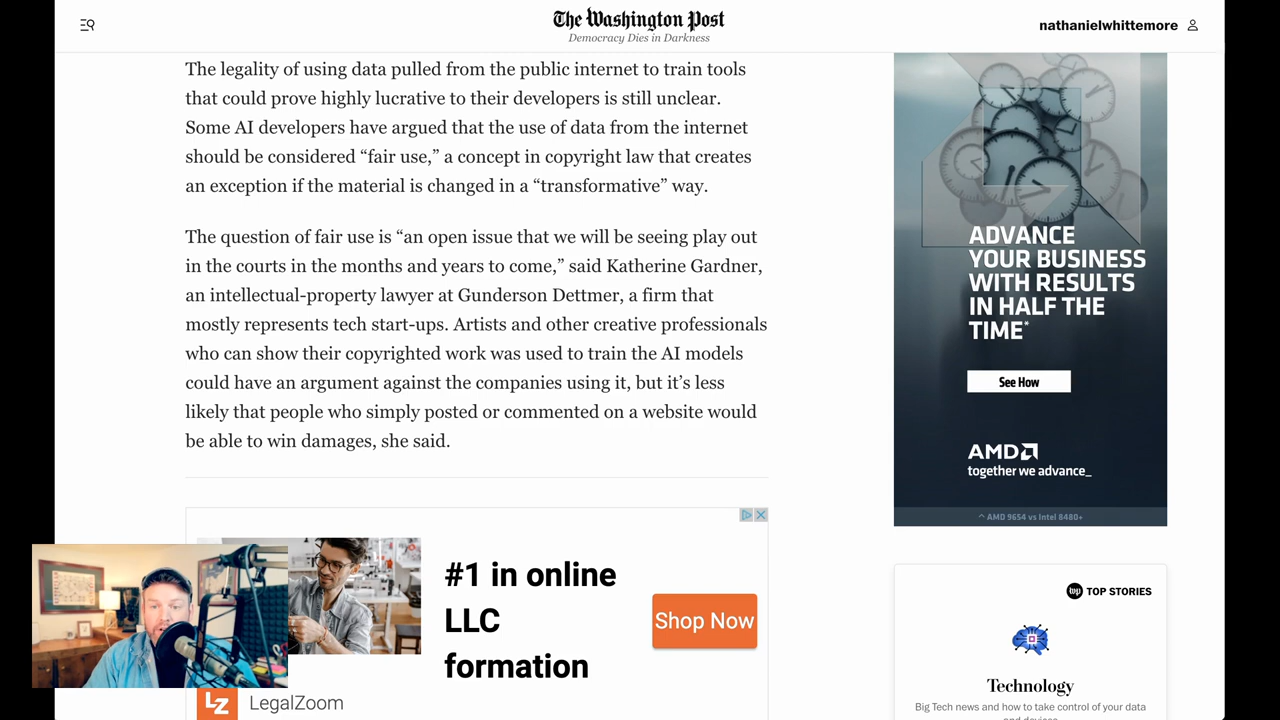 The Washington Post
Democracy Dies in Darkness
nathanielwhittemore
The legality of using data pulled from the public internet to train tools
that could prove highly lucrative to their developers is still unclear.
Some AI developers have argued that the use of data from the internet
should be considered “fair use,” a concept in copyright law that creates
an exception if the material is changed in a “transformative” way.
The question of fair use is “an open issue that we will be seeing play out
in the courts in the months and years to come,” said Katherine Gardner,
an intellectual-property lawyer at Gunderson Dettmer, a firm that
mostly represents tech start-ups. Artists and other creative professionals
who can show their copyrighted work was used to train the AI models
could have an argument against the companies using it, but it’s less
likely that people who simply posted or commented on a website would
be able to win damages, she said.
#1 in online
LLC
formation
Shop Now
LZ
LegalZoom
ADVANCE
YOUR BUSINESS
WITH RESULTS
IN HALF THE
TIME*
See How
AMD
together we advance_
^ AMD 9654 vs Intel 8480+
wp TOP STORIES
Technology
Big Tech news and how to take control of your data
and devices